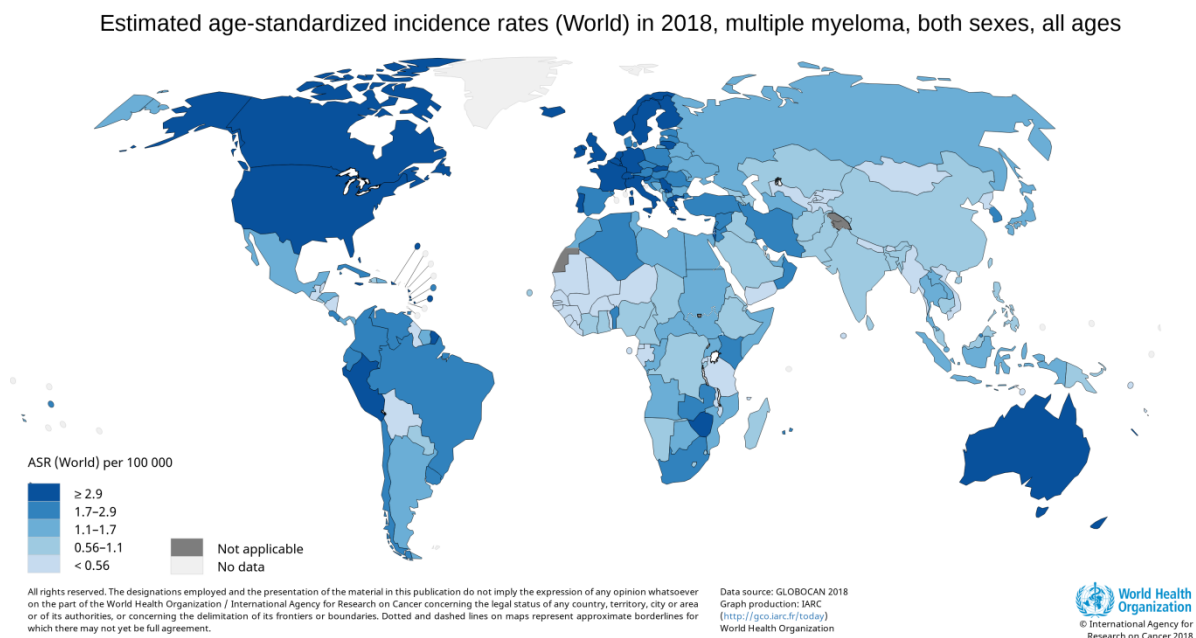 Estimated age-standardized incidence rates (World) in 2018, multiple myeloma, both sexes, all ages
ASR (World) per 100 000
≥ 2.9
1.7–2.9
1.1–1.7
0.56–1.1
< 0.56
Not applicable
No data
All rights reserved. The designations employed and the presentation of the material in this publication do not imply the expression of any opinion whatsoever
on the part of the World Health Organization / International Agency for Research on Cancer concerning the legal status of any country, territory, city or area
or of its authorities, or concerning the delimitation of its frontiers or boundaries. Dotted and dashed lines on maps represent approximate borderlines for
which there may not yet be full agreement.
Data source: GLOBOCAN 2018
Graph production: IARC
(http://gco.iarc.fr/today)
World Health Organization
World Health
Organization
© International Agency for
Research on Cancer 2018